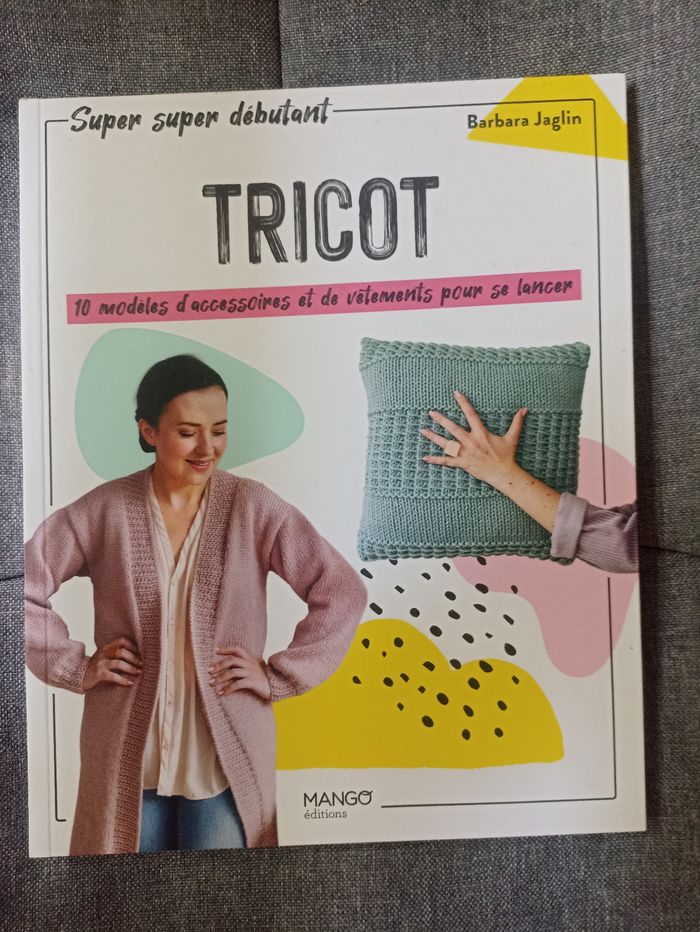 Super super débutant
Barbara Jaglin
TRICOT
10 modèles d'accessoires et de vêtements pour se lancer
MANGO
éditions